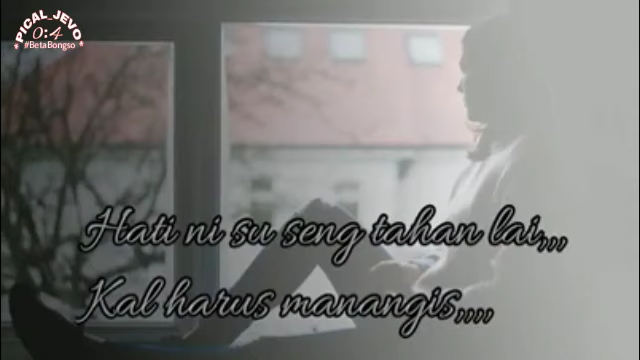 PICAL_JEVO
0:4
#BetaBongso
Hati ni su seng tahan lai,,,
Kal harus manangis,,,,